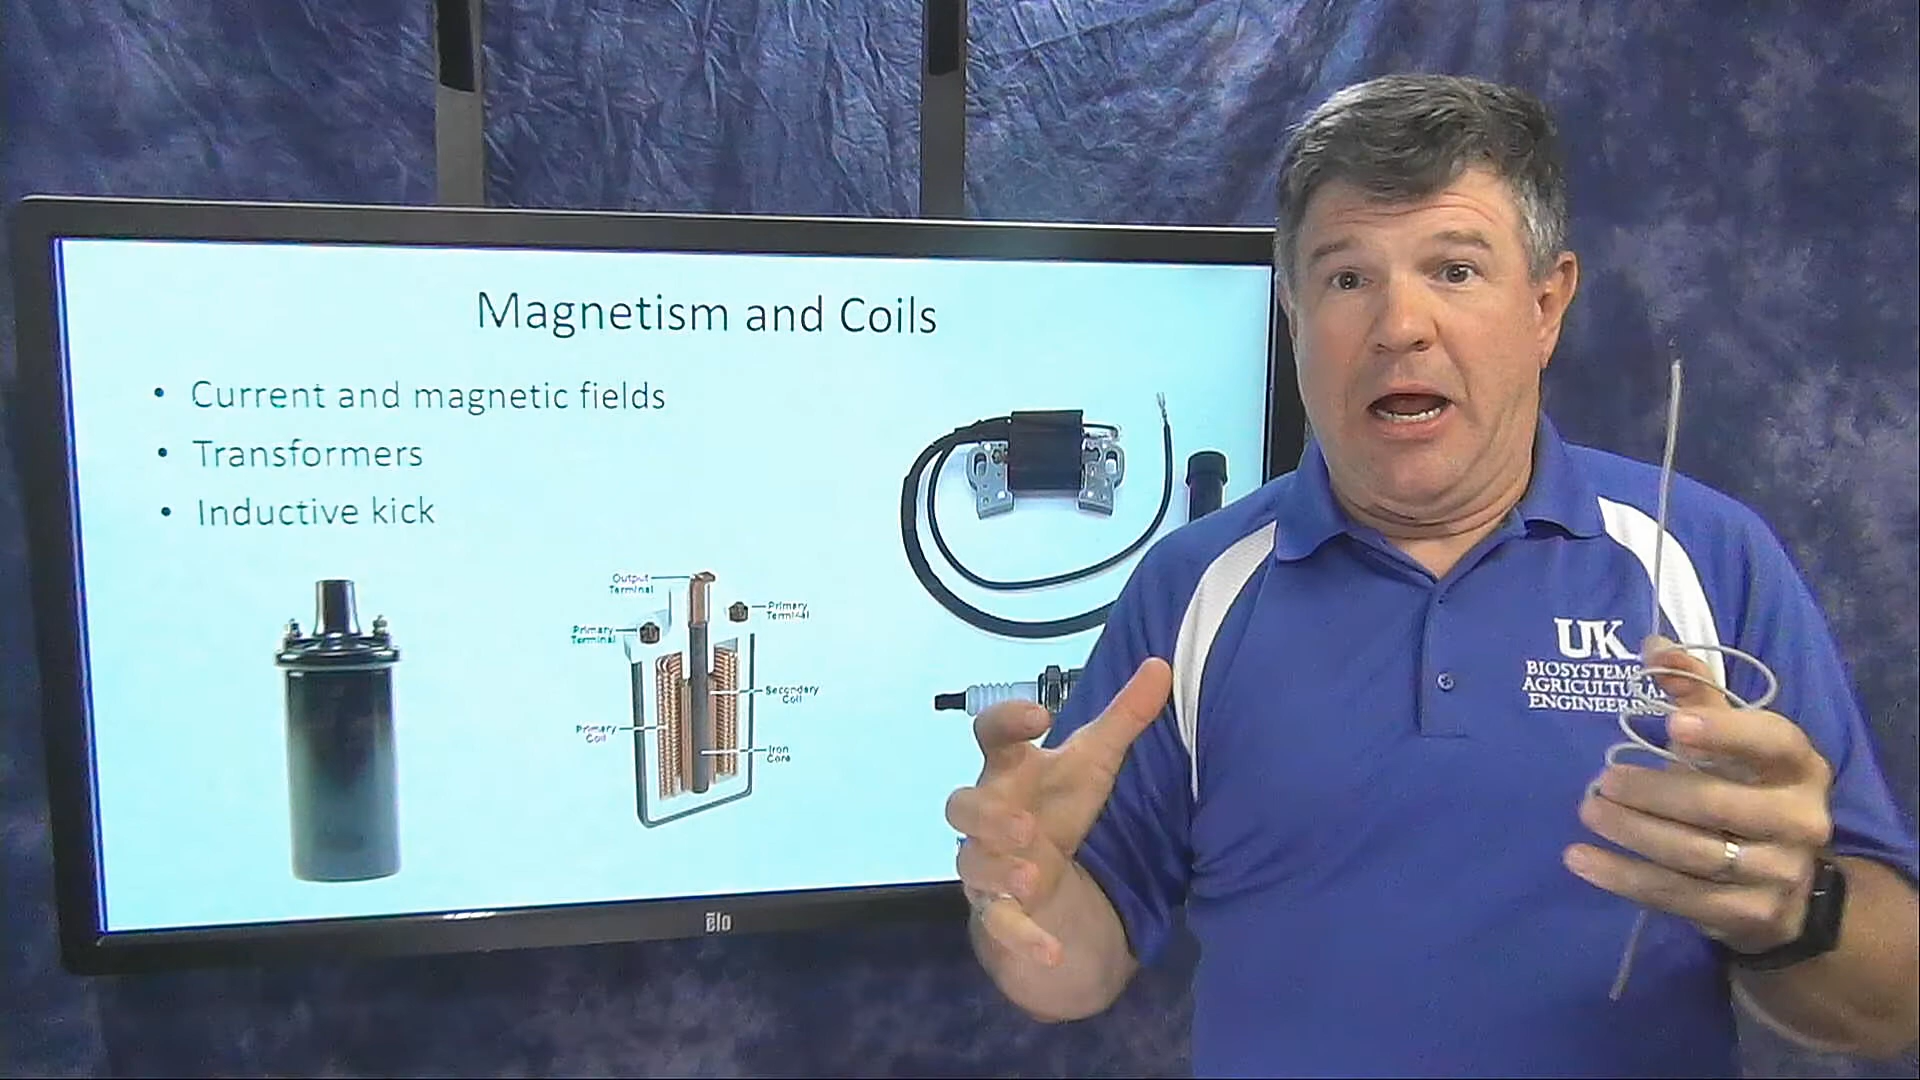 Magnetism and Coils
• Current and magnetic fields
• Transformers
• Inductive kick
Output
Terminal
Primary
Terminal
Primary
Terminal
Secondary
Coil
Primary
Coil
Iron
Core
elo
UK
BIOSYSTEMS
AGRICULTURAL
ENGINEERING